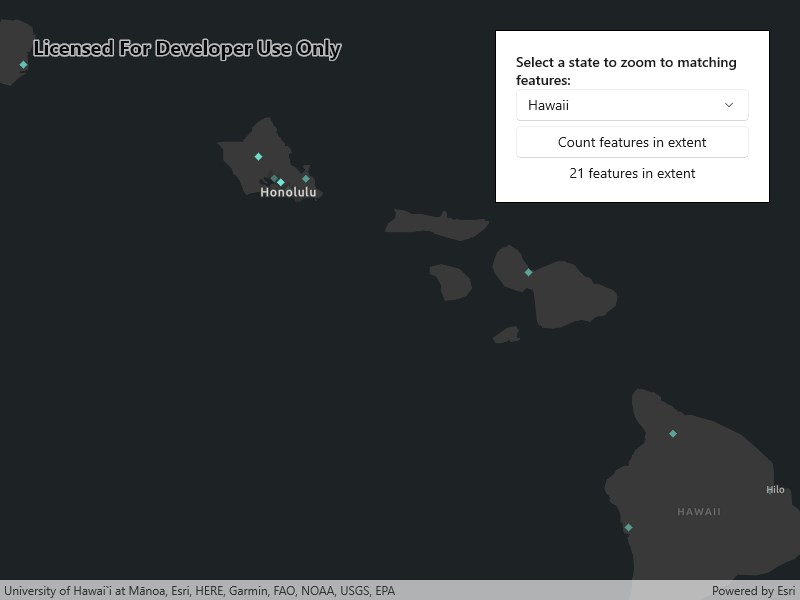 Licensed For Developer Use Only
Select a state to zoom to matching
features:
Hawaii
Count features in extent
21 features in extent
Honolulu
Hilo
HAWAII
University of Hawai`i at Mānoa, Esri, HERE, Garmin, FAO, NOAA, USGS, EPA
Powered by Esri